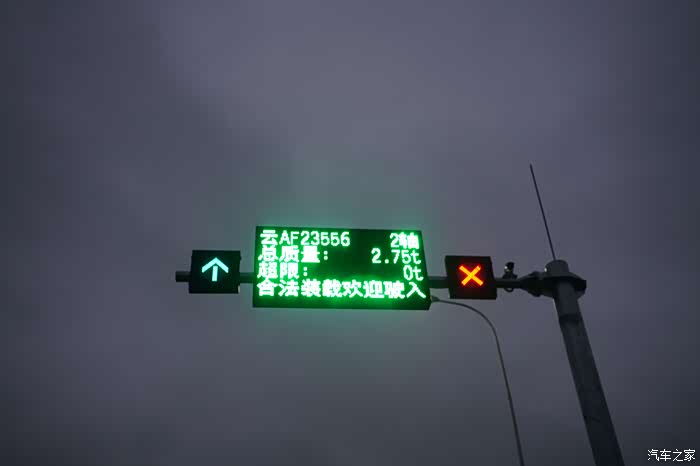 云AF23556 2轴
总质量: 2.75t
超限: 0t
合法装载欢迎驶入
汽车之家